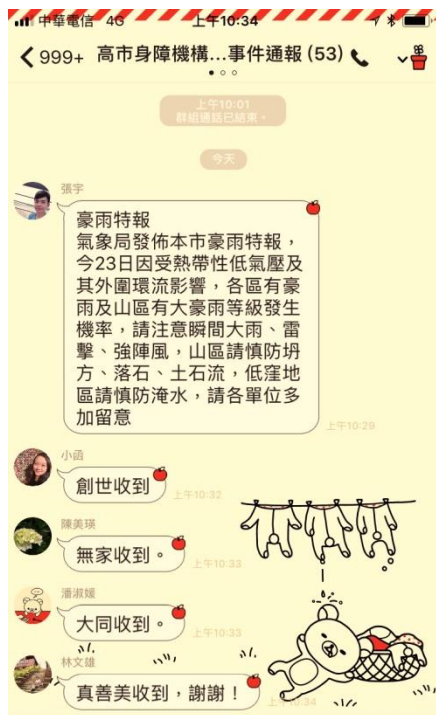 中華電信 4G 上午10:34
999+ 高市身障機構...事件通報 (53)
上午10:01
群組通話已結束。
今天
張宇
豪雨特報
氣象局發佈本市豪雨特報，
今23日因受熱帶性低氣壓及
其外圍環流影響，各區有豪
雨及山區有大豪雨等級發生
機率，請注意瞬間大雨、雷
擊、強陣風，山區請慎防坍
方、落石、土石流，低窪地
區請慎防淹水，請各單位多
加留意
上午10:29
小函
創世收到
上午10:32
陳美瑛
無家收到。
上午10:33
潘淑媛
大同收到。
上午10:33
林文雄
真善美收到，謝謝！
上午10:34